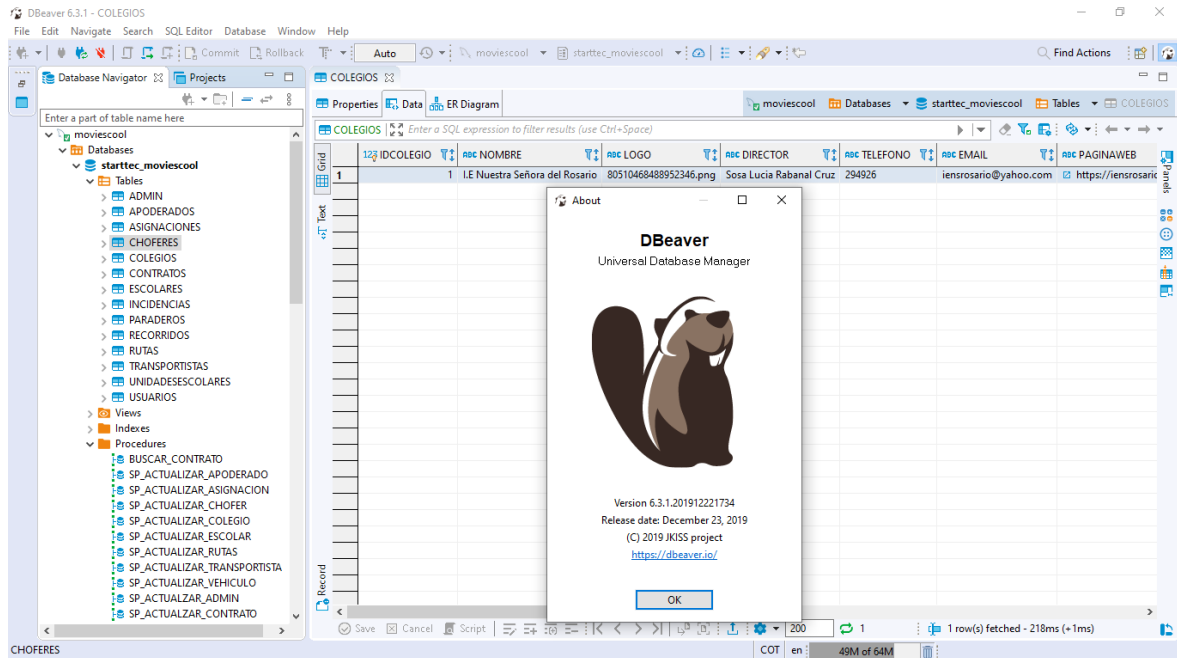 DBeaver 6.3.1 - COLEGIOS
File Edit Navigate Search SQL Editor Database Window Help
Commit Rollback Auto moviescool starttec_moviescool Find Actions
Database Navigator Projects
Enter a part of table name here
moviescool
Databases
starttec_moviescool
Tables
ADMIN
APODERADOS
ASIGNACIONES
CHOFERES
COLEGIOS
CONTRATOS
ESCOLARES
INCIDENCIAS
PARADEROS
RECORRIDOS
RUTAS
TRANSPORTISTAS
UNIDADESESCOLARES
USUARIOS
Views
Indexes
Procedures
BUSCAR_CONTRATO
SP_ACTUALIZAR_APODERADO
SP_ACTUALIZAR_ASIGNACION
SP_ACTUALIZAR_CHOFER
SP_ACTUALIZAR_COLEGIO
SP_ACTUALIZAR_ESCOLAR
SP_ACTUALIZAR_RUTAS
SP_ACTUALIZAR_TRANSPORTISTA
SP_ACTUALIZAR_VEHICULO
SP_ACTUALZAR_ADMIN
SP_ACTUALZAR_CONTRATO
COLEGIOS
Properties Data ER Diagram moviescool Databases starttec_moviescool Tables COLEGIOS
COLEGIOS Enter a SQL expression to filter results (use Ctrl+Space)
Grid
Text
Record
Panels
123 IDCOLEGIO ABC NOMBRE ABC LOGO ABC DIRECTOR ABC TELEFONO ABC EMAIL ABC PAGINAWEB
1 1 I.E Nuestra Señora del Rosario 80510468488952346.png Sosa Lucia Rabanal Cruz 294926 iensrosario@yahoo.com https://iensrosario
About
DBeaver
Universal Database Manager
Version 6.3.1.201912221734
Release date: December 23, 2019
(C) 2019 JKISS project
https://dbeaver.io/
OK
Save Cancel Script 200 1 1 row(s) fetched - 218ms (+1ms)
CHOFERES COT en 49M of 64M